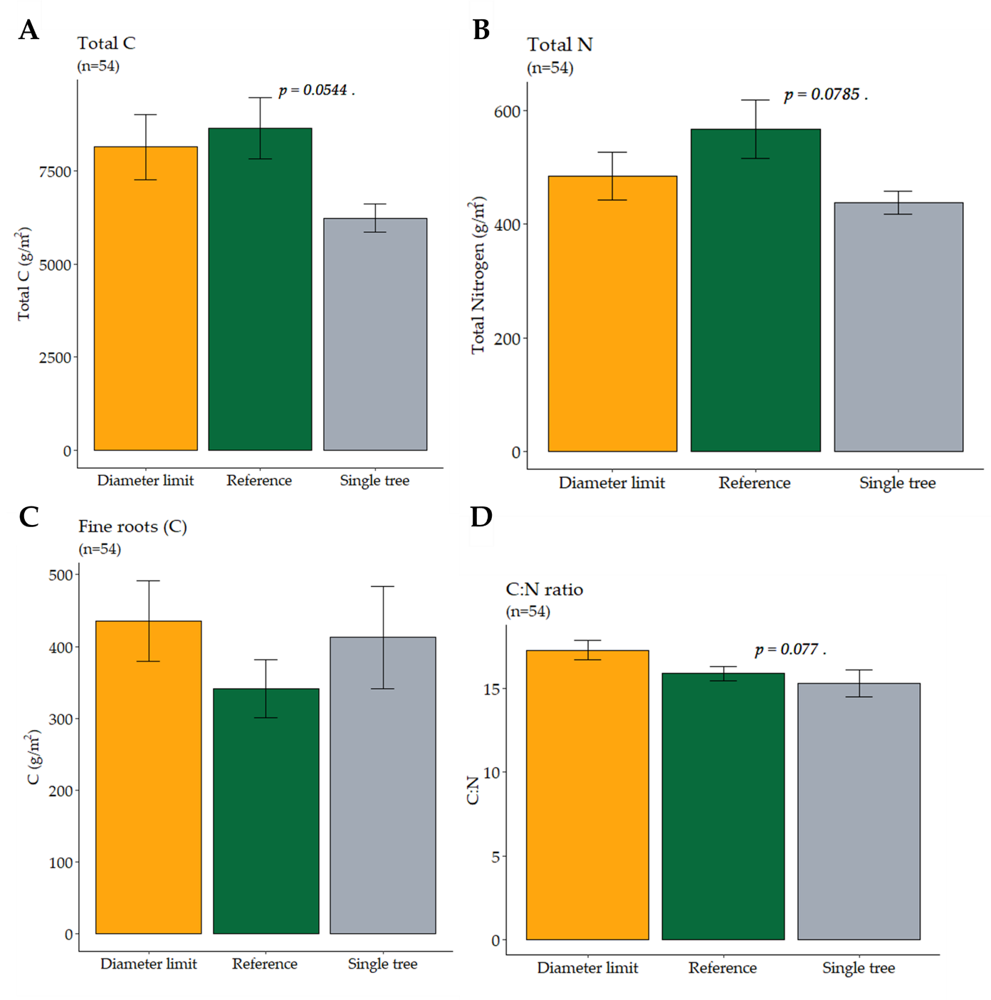 A
Total C
(n=54)
p = 0.0544 .
Total C (g/m²)
7500
5000
2500
0
Diameter limit
Reference
Single tree
B
Total N
(n=54)
p = 0.0785 .
Total Nitrogen (g/m²)
600
400
200
0
Diameter limit
Reference
Single tree
C
Fine roots (C)
(n=54)
C (g/m²)
500
400
300
200
100
0
Diameter limit
Reference
Single tree
D
C:N ratio
(n=54)
p = 0.077 .
C:N
15
10
5
0
Diameter limit
Reference
Single tree